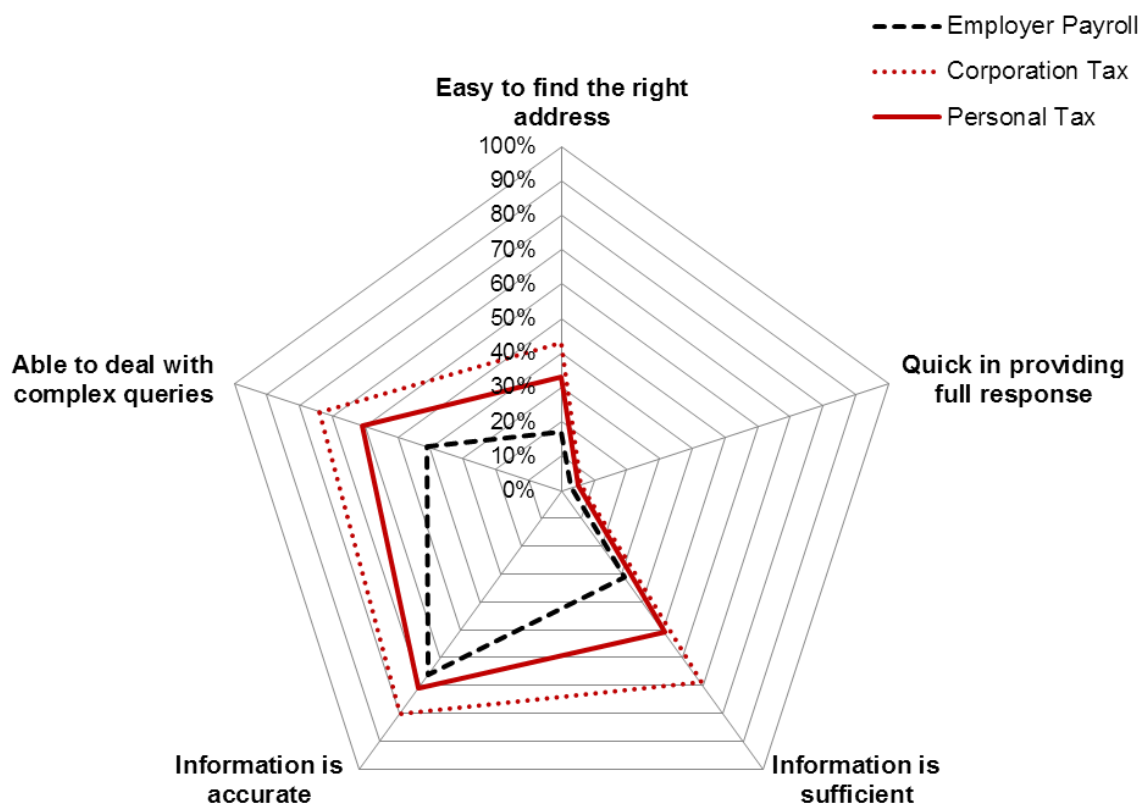 Employer Payroll
Corporation Tax
Personal Tax
Easy to find the right
address
100%
90%
80%
70%
60%
50%
40%
30%
20%
10%
0%
Able to deal with
complex queries
Quick in providing
full response
Information is
accurate
Information is
sufficient